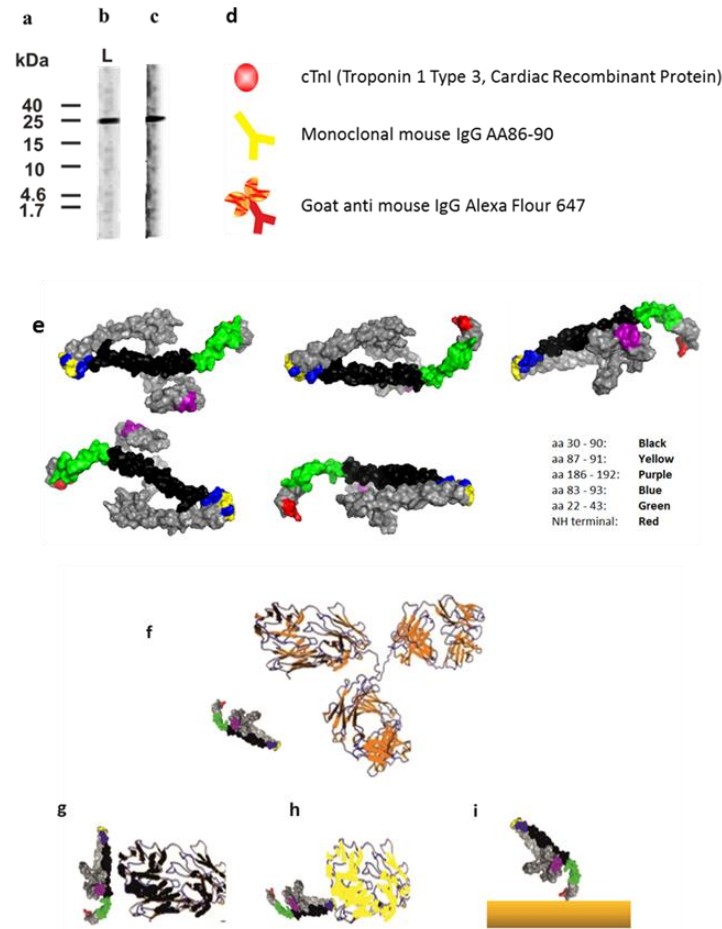 a b c d
kDa
L
40
25
15
10
4.6
1.7
cTnI (Troponin 1 Type 3, Cardiac Recombinant Protein)
Monoclonal mouse IgG AA86-90
Goat anti mouse IgG Alexa Flour 647
e
aa 30 - 90: Black
aa 87 - 91: Yellow
aa 186 - 192: Purple
aa 83 - 93: Blue
aa 22 - 43: Green
NH terminal: Red
f
g h i